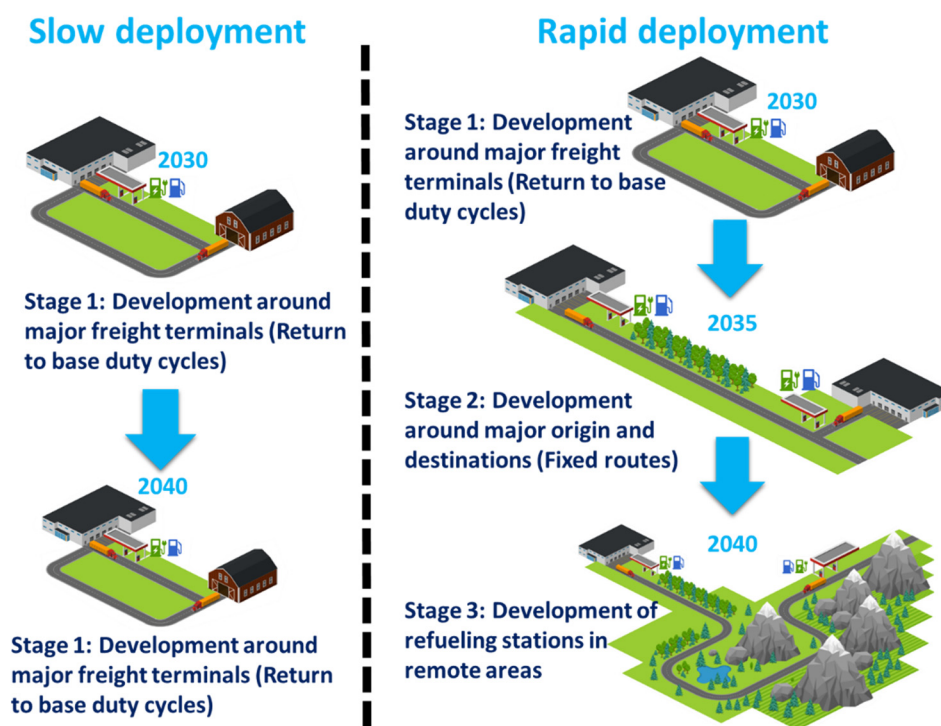 Slow deployment
2030
Stage 1: Development around
major freight terminals (Return
to base duty cycles)
2040
Stage 1: Development around
major freight terminals (Return
to base duty cycles)
Rapid deployment
2030
Stage 1: Development
around major freight
terminals (Return to base
duty cycles)
2035
Stage 2: Development
around major origin and
destinations (Fixed routes)
2040
Stage 3: Development of
refueling stations in
remote areas